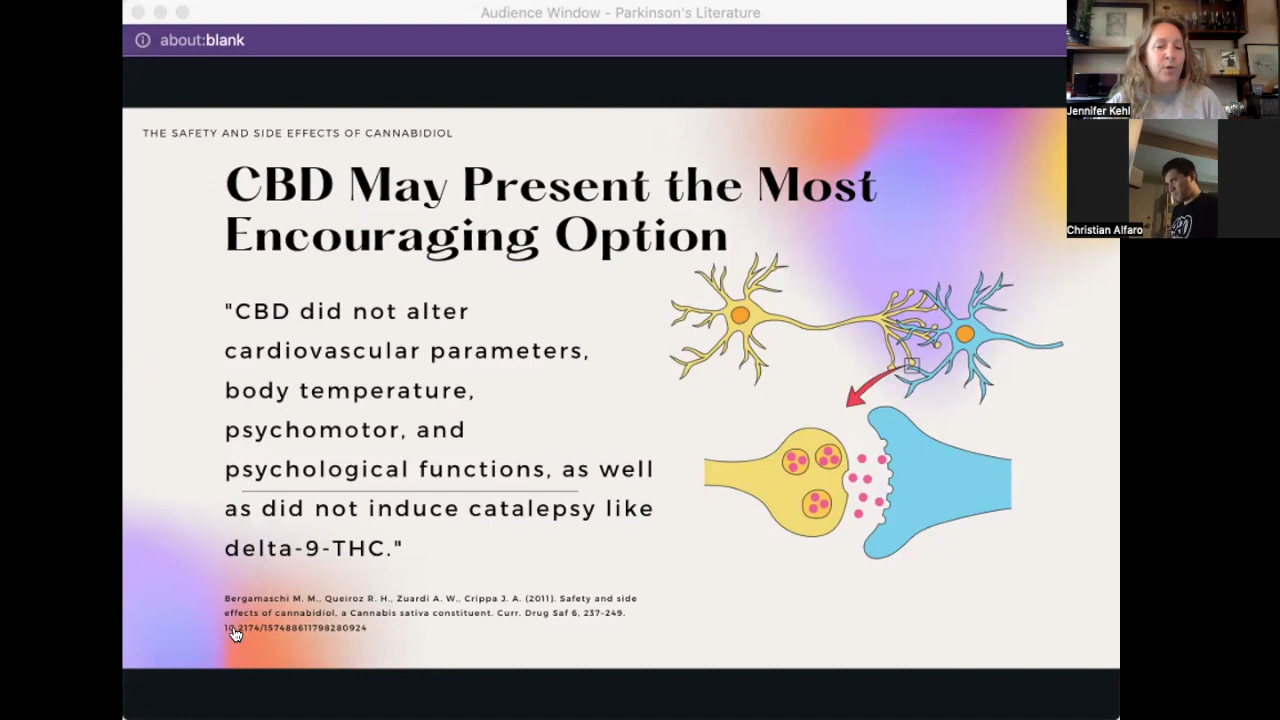 Audience Window - Parkinson's Literature
about:blank
Jennifer Kehl
THE SAFETY AND SIDE EFFECTS OF CANNABIDIOL
CBD May Present the Most
Encouraging Option
Christian Alfaro
"CBD did not alter
cardiovascular parameters,
body temperature,
psychomotor, and
psychological functions, as well
as did not induce catalepsy like
delta-9-THC."
Bergamaschi M. M., Queiroz R. H., Zuardi A. W., Crippa J. A. (2011). Safety and side
effects of cannabidiol, a Cannabis sativa constituent. Curr. Drug Saf 6, 237–249.
10.2174/157488611798280924